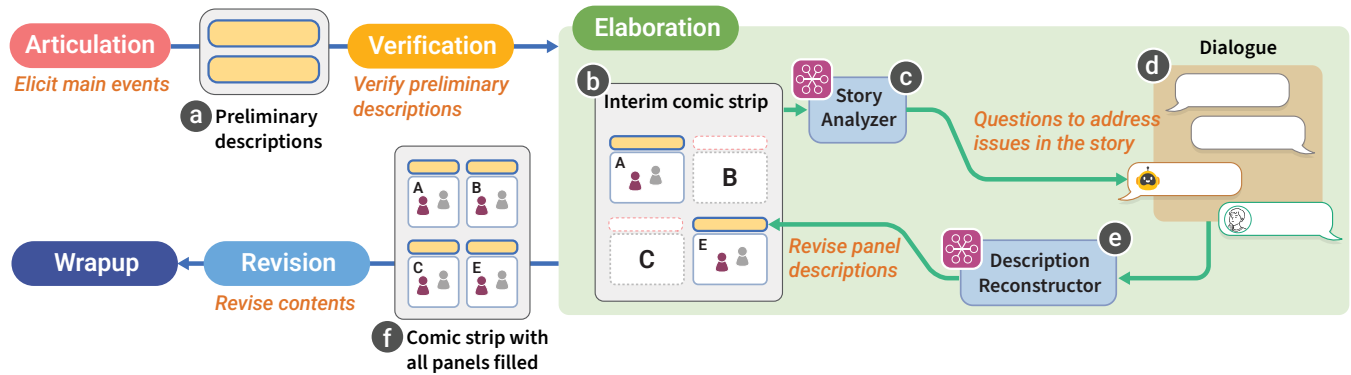 Articulation
Elicit main events
a Preliminary
descriptions
Verification
Verify preliminary
descriptions
Elaboration
b
Interim comic strip
A
B
C
E
c
Story
Analyzer
Questions to address
issues in the story
Dialogue
d
e
Description
Reconstructor
Revise panel
descriptions
A
B
C
E
f Comic strip with
all panels filled
Revision
Revise contents
Wrapup